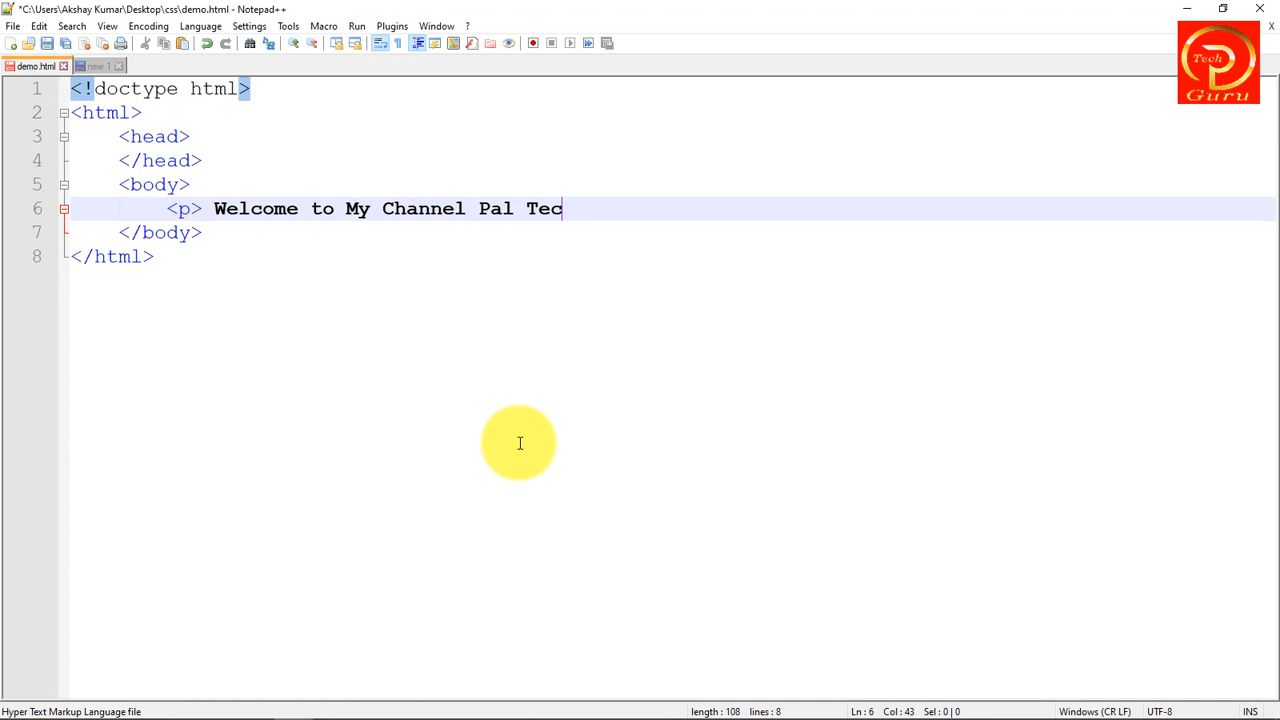 *C:\Users\Akshay Kumar\Desktop\css\demo.html - Notepad++
File Edit Search View Encoding Language Settings Tools Macro Run Plugins Window ?
X
demo.html new 1
1 <!doctype html>
2 <html>
3 <head>
4 </head>
5 <body>
6 <p> Welcome to My Channel Pal Tec
7 </body>
8 </html>
P
Tech
Guru
Hyper Text Markup Language file length : 108 lines : 8 Ln : 6 Col : 43 Sel : 0 | 0 Windows (CR LF) UTF-8 INS